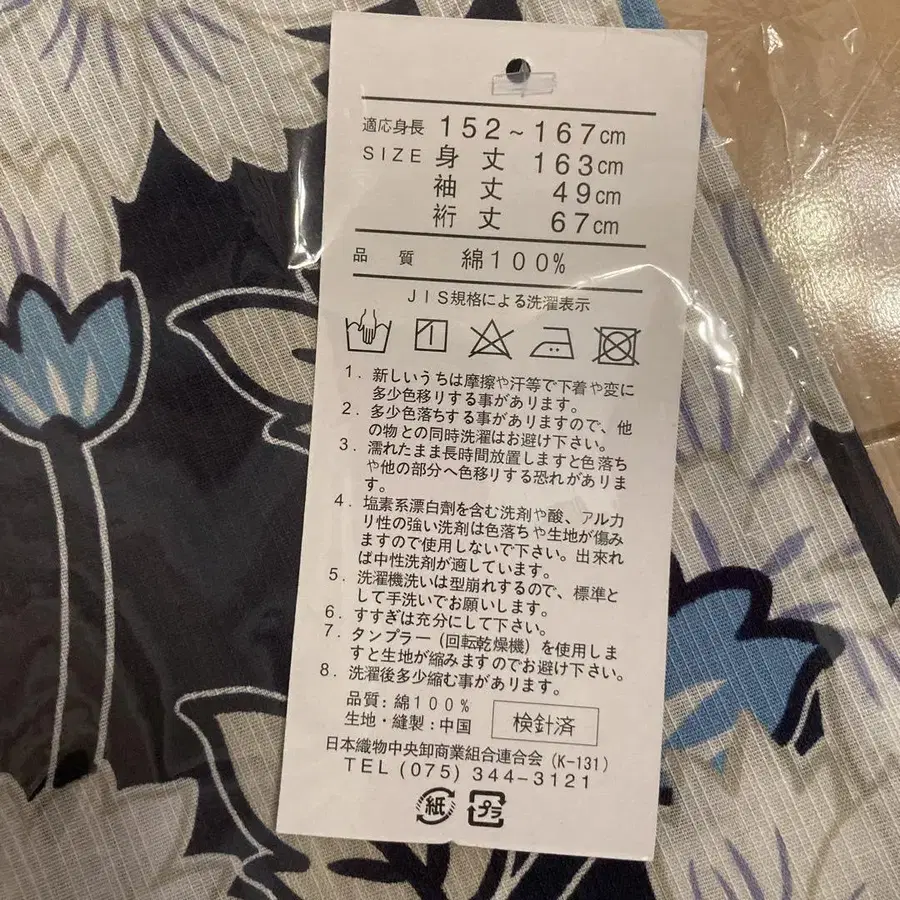 適応身長 152~167cm
SIZE 身丈 163cm
袖丈 49cm
裄丈 67cm
品質 綿100%
JIS規格による洗濯表示
1. 新しいうちは摩擦や汗等で下着や変に
多少色移りする事があります。
2. 多少色落ちする事がありますので、他
の物との同時洗濯はお避け下さい。
3. 濡れたまま長時間放置しますと色落ち
や他の部分へ色移りする恐れがありま
す。
4. 塩素系漂白剤を含む洗剤や酸、アルカ
リ性の強い洗剤は色落ちや生地が傷み
ますので使用しないで下さい。出来れ
ば中性洗剤が適しています。
5. 洗濯機洗いは型崩れするので、標準と
して手洗いでお願いします。
6. すすぎは充分にして下さい。
7. タンプラー(回転乾燥機)を使用しま
すと生地が縮みますのでお避け下さい。
8. 洗濯後多少縮む事があリます。
品質:綿100%
生地・縫製:中国 検針済
日本織物中央卸商業組合連合会(K-131)
TEL(075)344-3121
紙 プラ